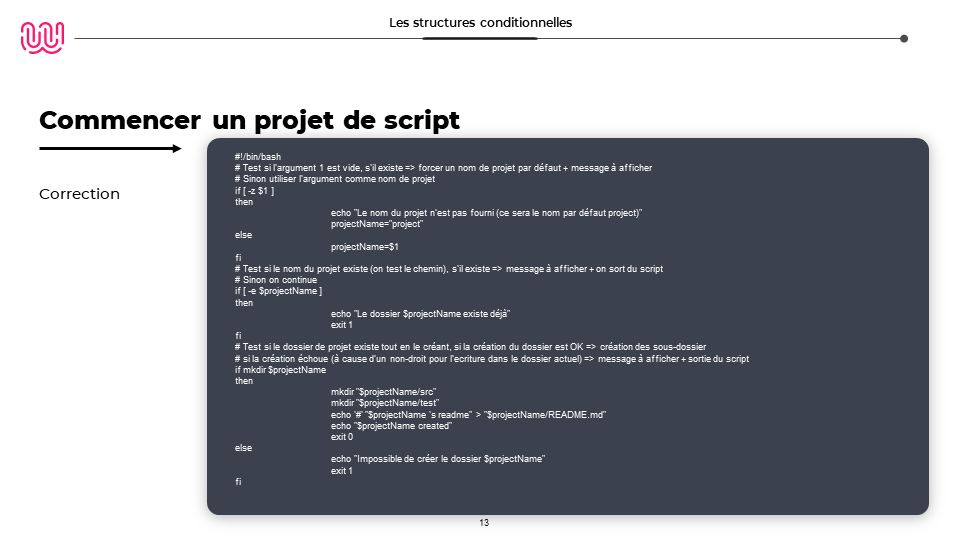 Les structures conditionnelles
Commencer un projet de script
Correction
#!/bin/bash
# Test si l'argument 1 est vide, s'il existe => forcer un nom de projet par défaut + message à afficher
# Sinon utiliser l'argument comme nom de projet
if [ -z $1 ]
then
echo "Le nom du projet n'est pas fourni (ce sera le nom par défaut project)"
projectName="project"
else
projectName=$1
fi
# Test si le nom du projet existe (on test le chemin), s'il existe => message à afficher + on sort du script
# Sinon on continue
if [ -e $projectName ]
then
echo "Le dossier $projectName existe déjà"
exit 1
fi
# Test si le dossier de projet existe tout en le créant, si la création du dossier est OK => création des sous-dossier
# si la création échoue (à cause d'un non-droit pour l'ecriture dans le dossier actuel) => message à afficher + sortie du script
if mkdir $projectName
then
mkdir "$projectName/src"
mkdir "$projectName/test"
echo '#' "$projectName 's readme" > "$projectName/README.md"
echo "$projectName created"
exit 0
else
echo "Impossible de créer le dossier $projectName"
exit 1
fi
13